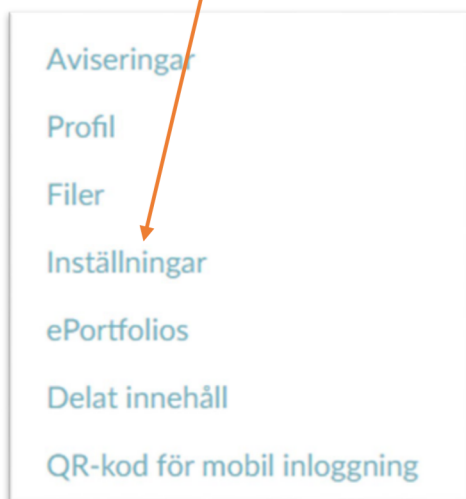 Aviseringar
Profil
Filer
Inställningar
ePortfolios
Delat innehåll
QR-kod för mobil inloggning